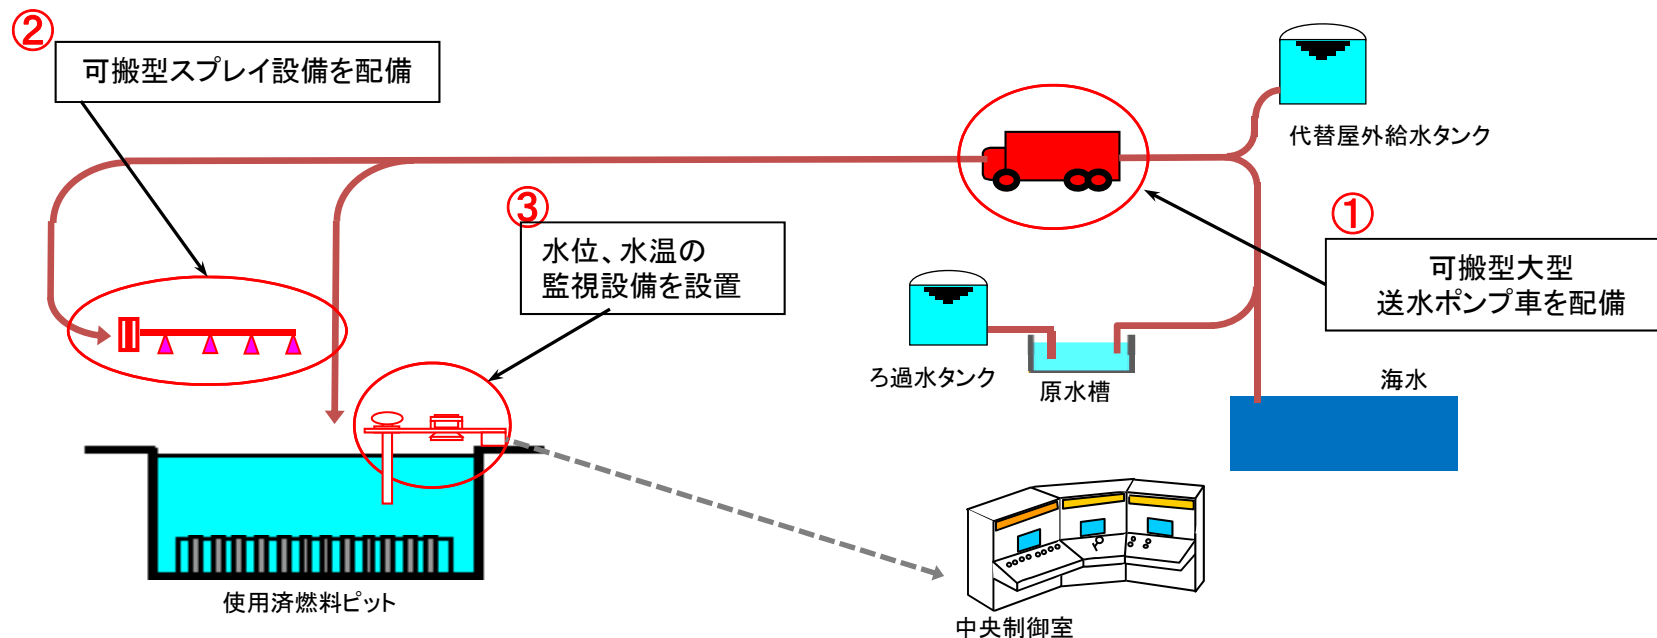 ②
可搬型スプレイ設備を配備
代替屋外給水タンク
③
水位、水温の
監視設備を設置
①
可搬型大型
送水ポンプ車を配備
ろ過水タンク
原水槽
海水
使用済燃料ピット
中央制御室